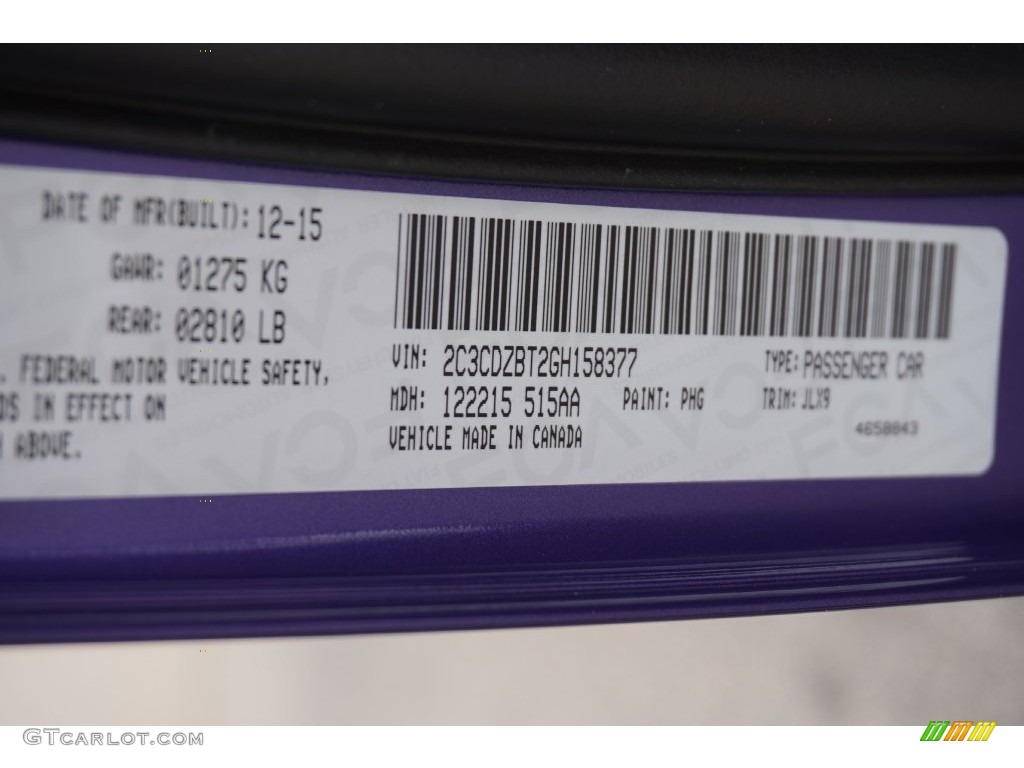 DATE OF MFR(BUILT): 12-15
GAWR: 01275 KG
REAR: 02810 LB
. FEDERAL MOTOR VEHICLE SAFETY,
DS IN EFFECT ON
ABOVE.
VIN: 2C3CDZBT2GH158377 TYPE: PASSENGER CAR
MDH: 122215 515AA PAINT: PHG TRIM: JLX9
VEHICLE MADE IN CANADA 4658843
GTCARLOT.COM